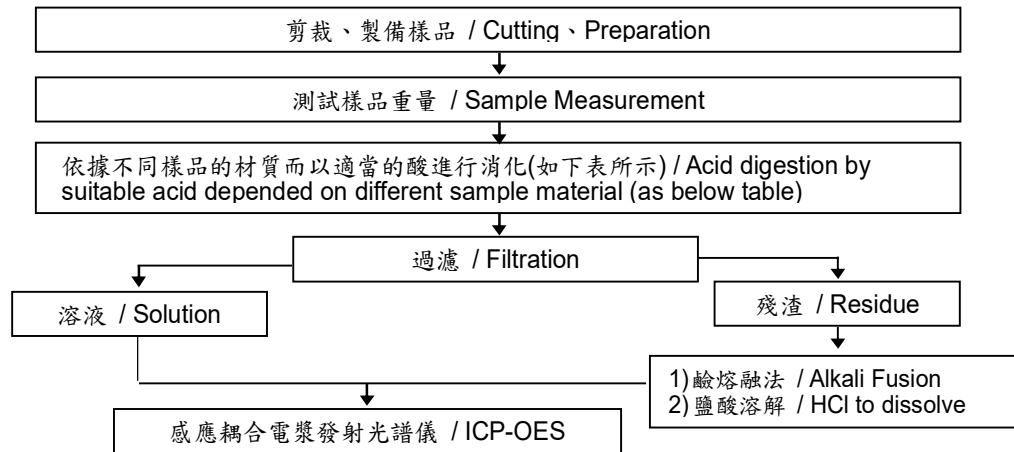 剪裁、製備樣品 / Cutting、Preparation
測試樣品重量 / Sample Measurement
依據不同樣品的材質而以適當的酸進行消化(如下表所示) / Acid digestion by
suitable acid depended on different sample material (as below table)
過濾 / Filtration
溶液 / Solution
殘渣 / Residue
1)鹼熔融法 / Alkali Fusion
2)鹽酸溶解 / HCl to dissolve
感應耦合電漿發射光譜儀 / ICP-OES